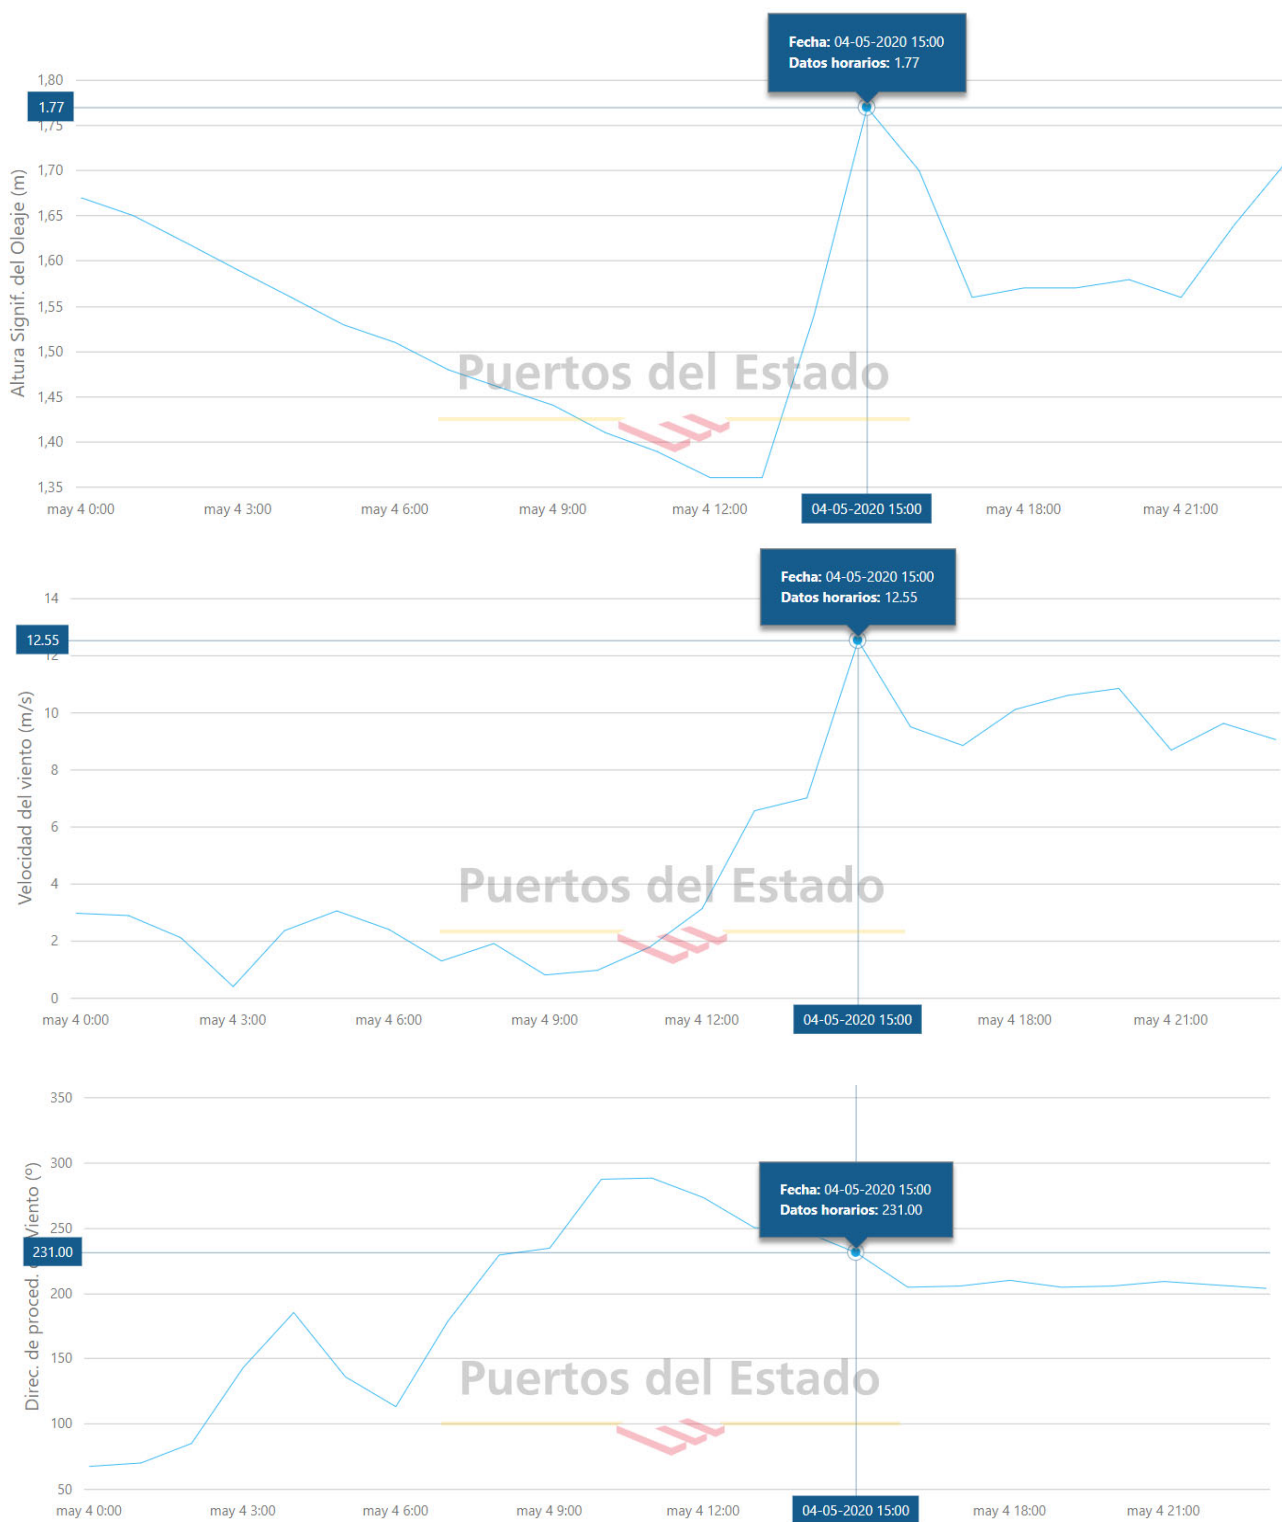 Fecha: 04-05-2020 15:00
Datos horarios: 1.77
1,80
1.77
1,75
1,70
1,65
1,60
1,55
1,50
1,45
1,40
1,35
Altura Signif. del Oleaje (m)
Puertos del Estado
may 4 0:00 may 4 3:00 may 4 6:00 may 4 9:00 may 4 12:00 04-05-2020 15:00 may 4 18:00 may 4 21:00
Fecha: 04-05-2020 15:00
Datos horarios: 12.55
14
12.55
12
10
8
6
4
2
0
Velocidad del viento (m/s)
Puertos del Estado
may 4 0:00 may 4 3:00 may 4 6:00 may 4 9:00 may 4 12:00 04-05-2020 15:00 may 4 18:00 may 4 21:00
350
300
Fecha: 04-05-2020 15:00
Datos horarios: 231.00
250
231.00
200
150
100
50
Direc. de proced. Viento (º)
Puertos del Estado
may 4 0:00 may 4 3:00 may 4 6:00 may 4 9:00 may 4 12:00 04-05-2020 15:00 may 4 18:00 may 4 21:00